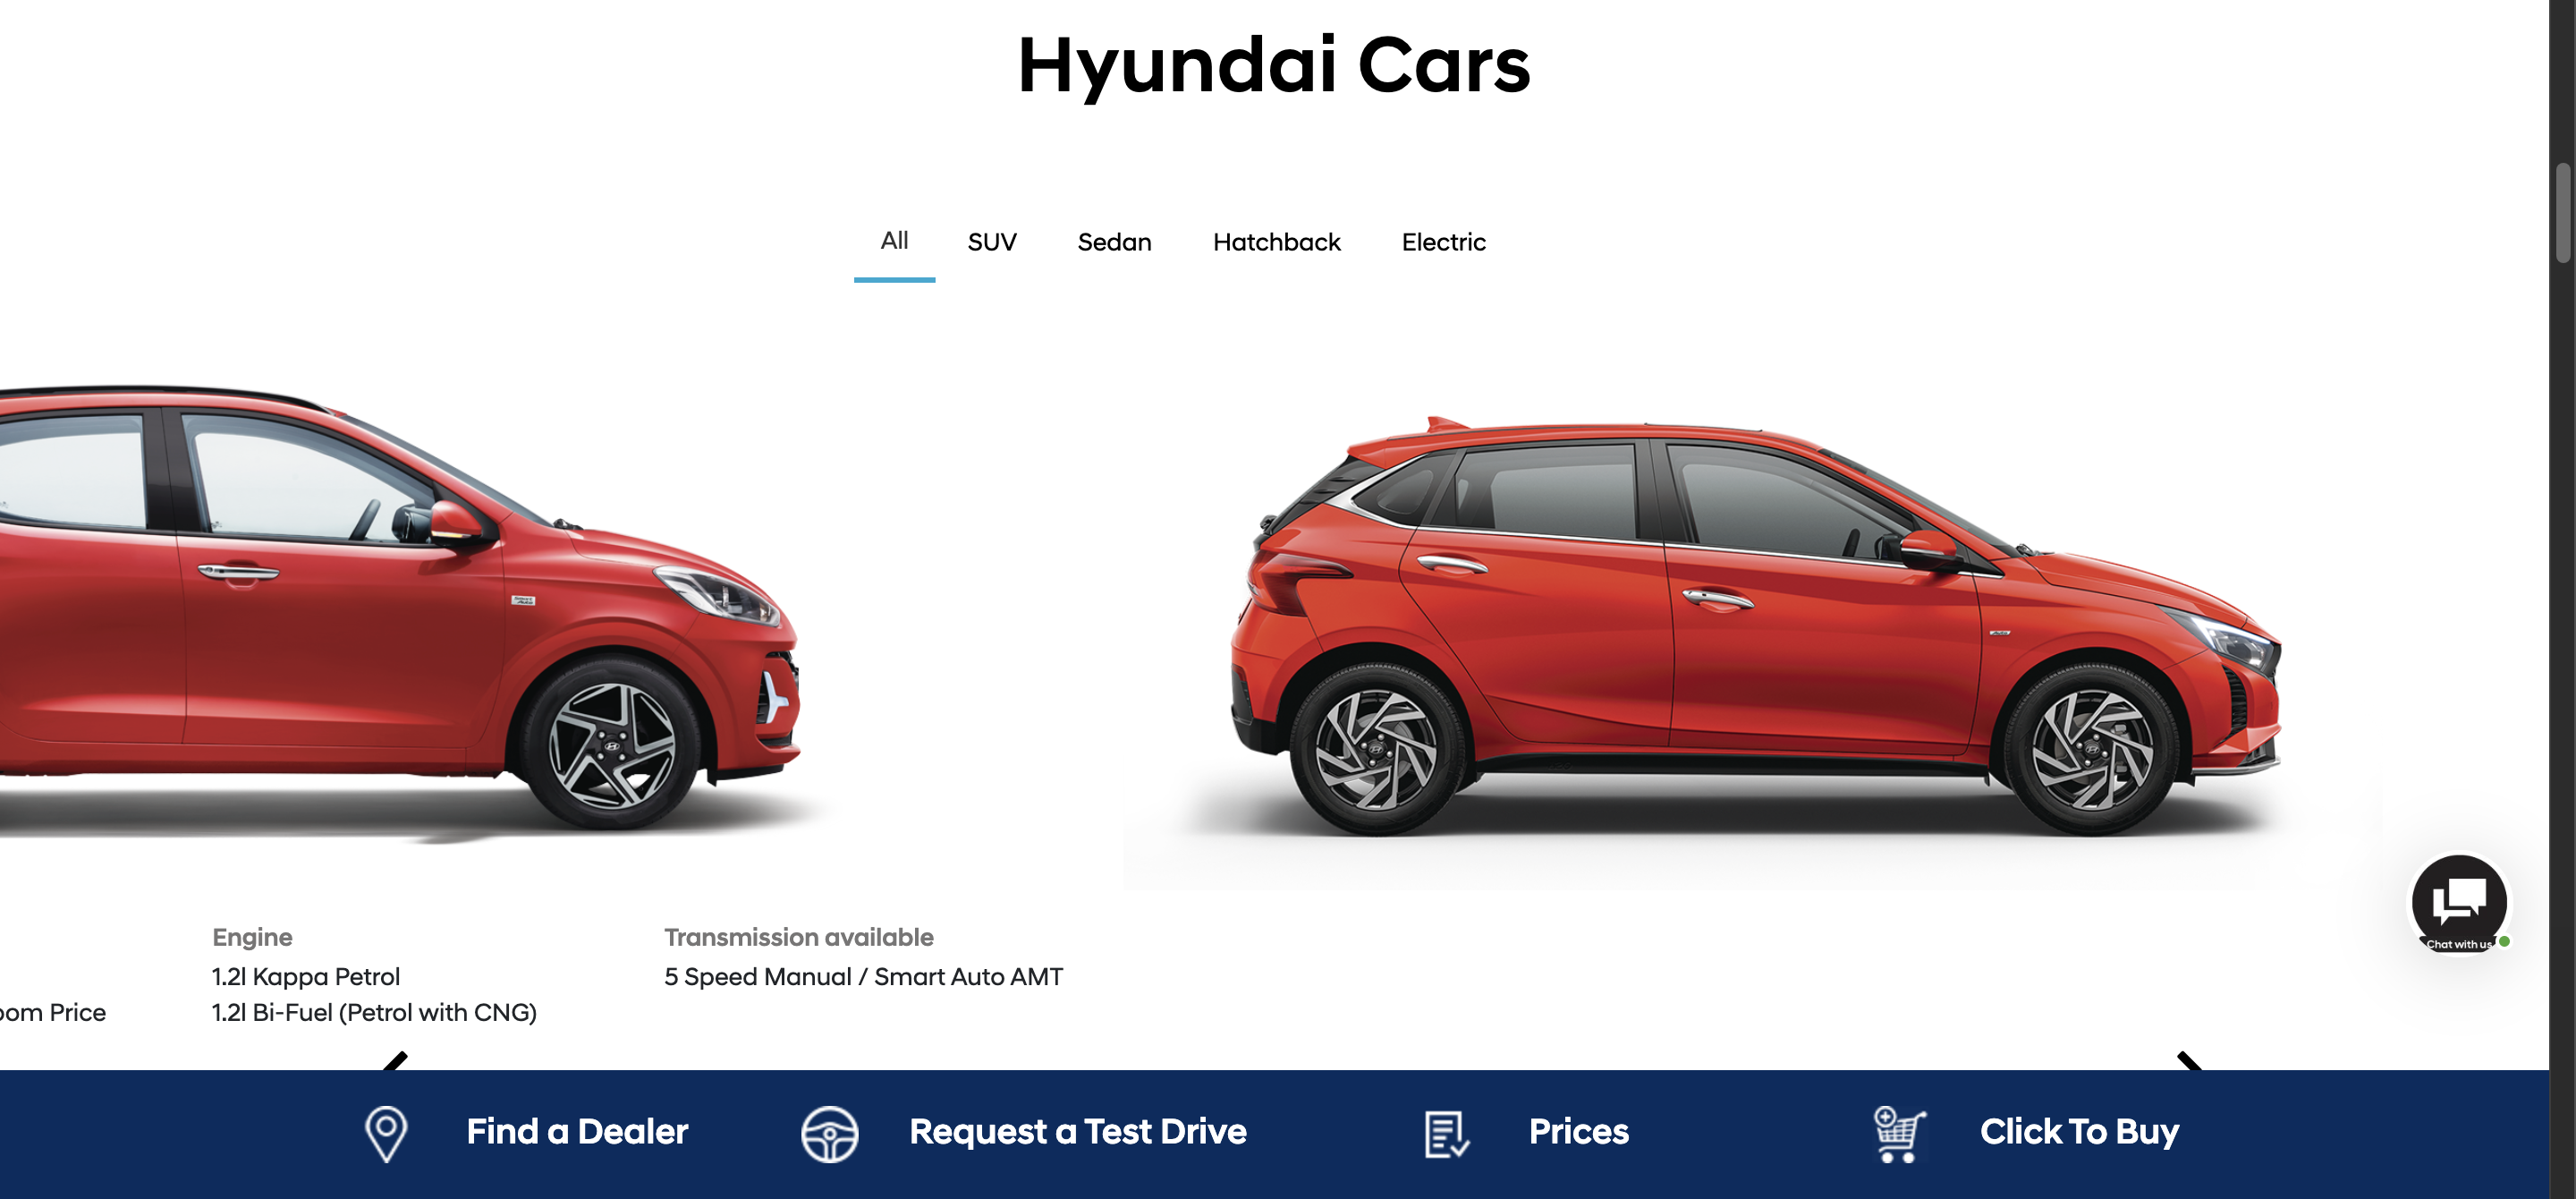 Hyundai Cars
All SUV Sedan Hatchback Electric
Engine
1.2l Kappa Petrol
1.2l Bi-Fuel (Petrol with CNG)
Transmission available
5 Speed Manual / Smart Auto AMT
Price
Chat with us
Find a Dealer Request a Test Drive Prices Click To Buy